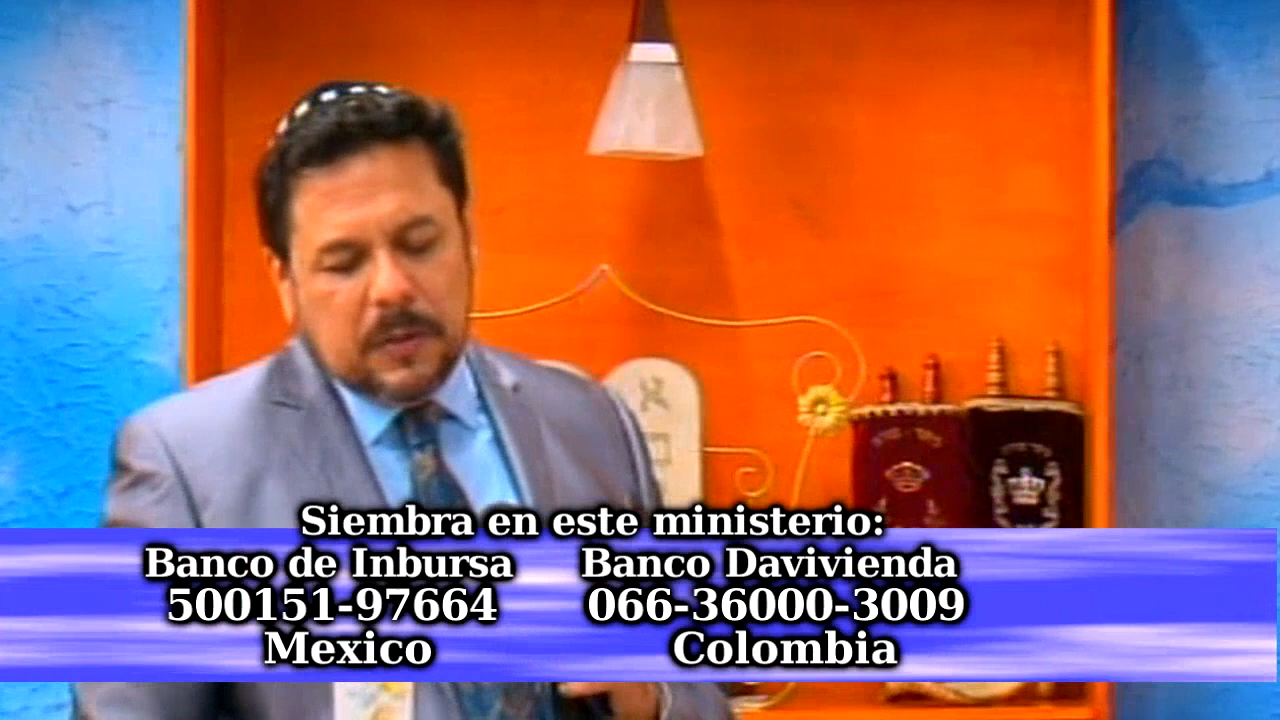 Siembra en este ministerio:
Banco de Inbursa Banco Davivienda
500151-97664 066-36000-3009
Mexico Colombia